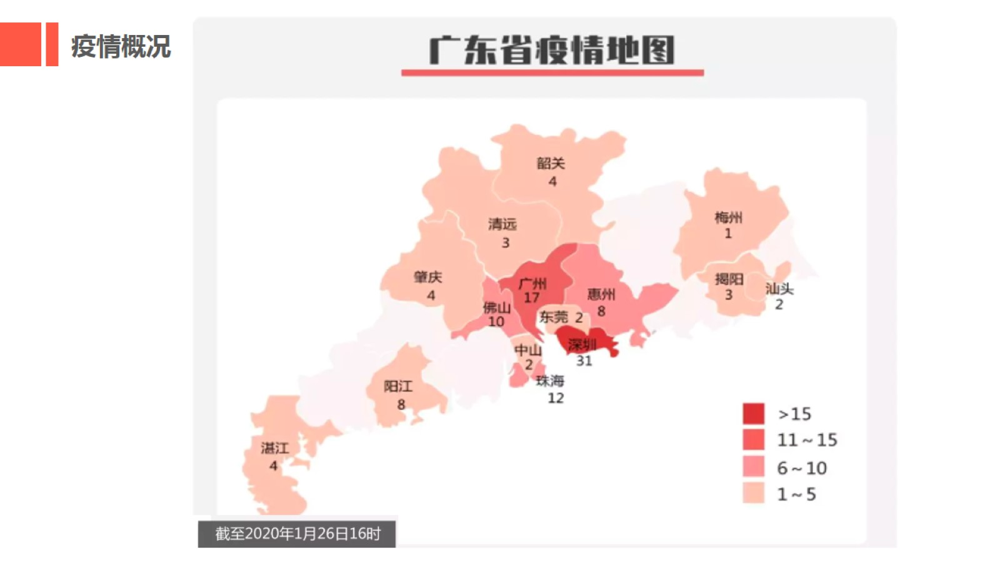 疫情概况
广东省疫情地图
韶关
4
梅州
1
清远
3
肇庆
4
广州
17
揭阳
3
汕头
2
惠州
8
佛山
10
东莞 2
深圳
31
中山
2
珠海
12
阳江
8
湛江
4
>15
11~15
6~10
1~5
截至2020年1月26日16时